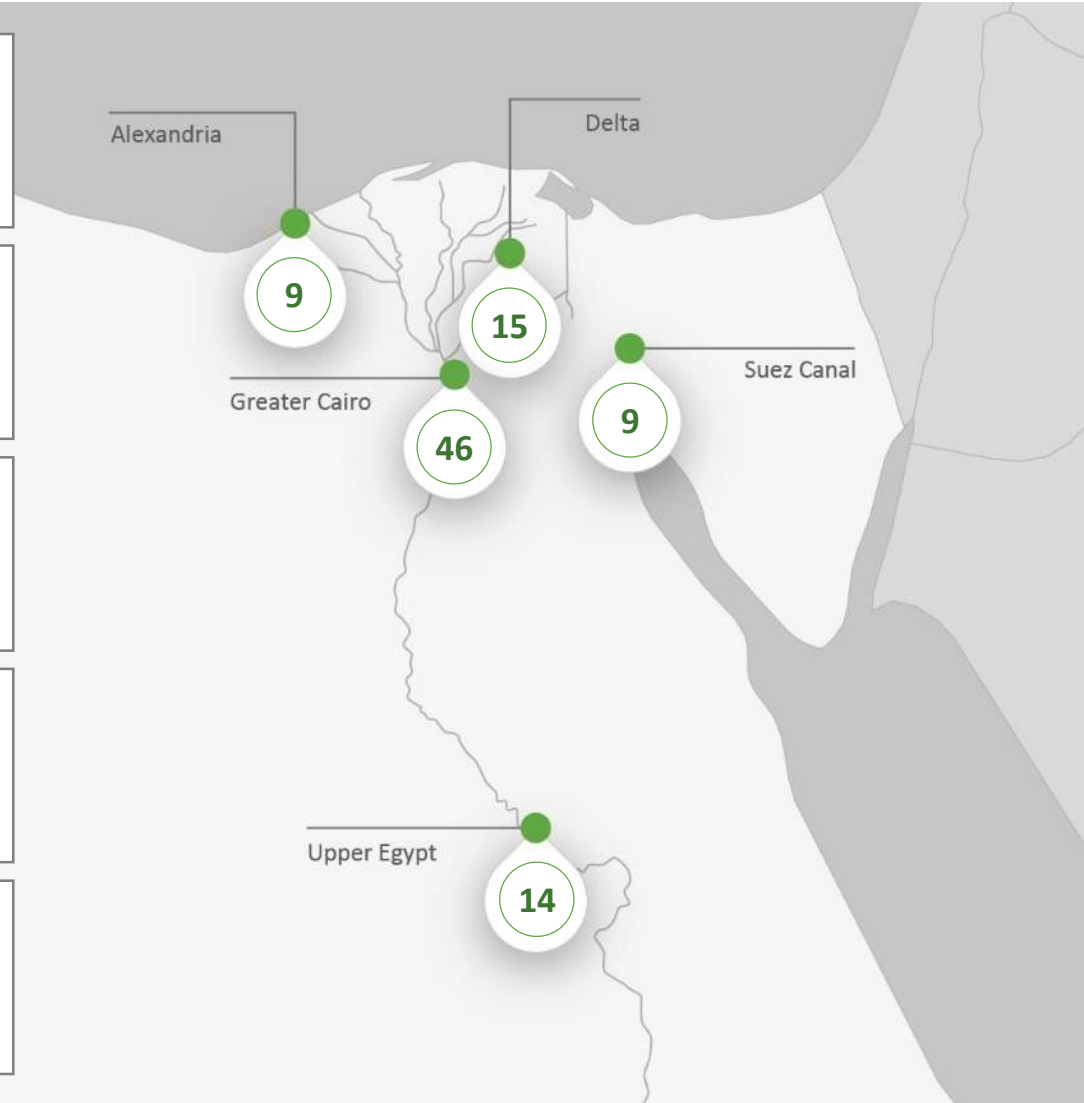 Alexandria
Delta
9
15
Suez Canal
Greater Cairo
9
46
Upper Egypt
14